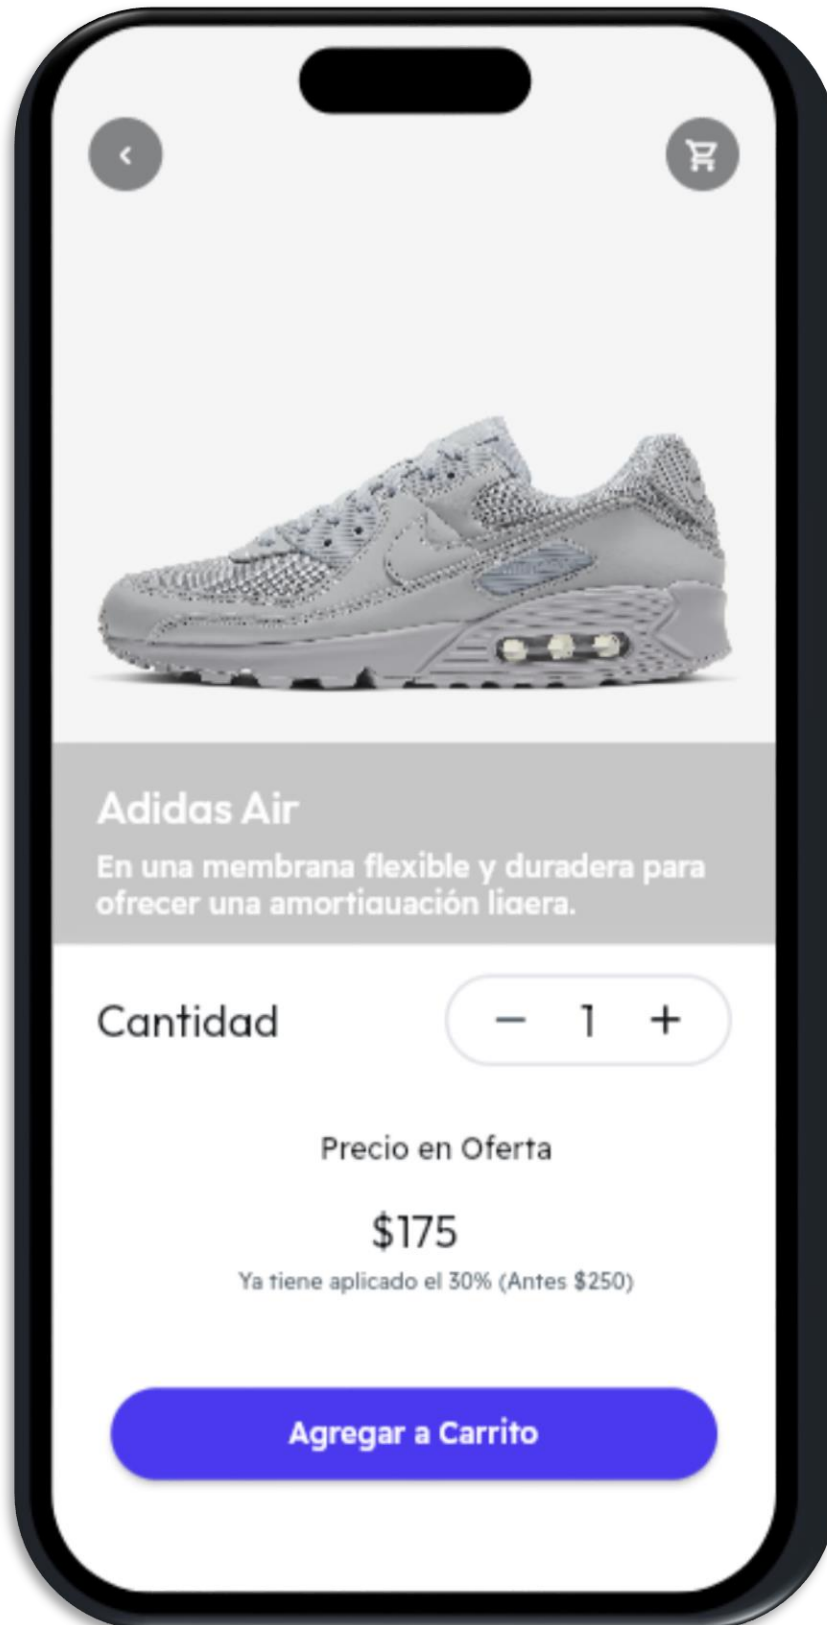 Adidas Air
En una membrana flexible y duradera para
ofrecer una amortiguación ligera.
Cantidad
− 1 +
Precio en Oferta
$175
Ya tiene aplicado el 30% (Antes $250)
Agregar a Carrito